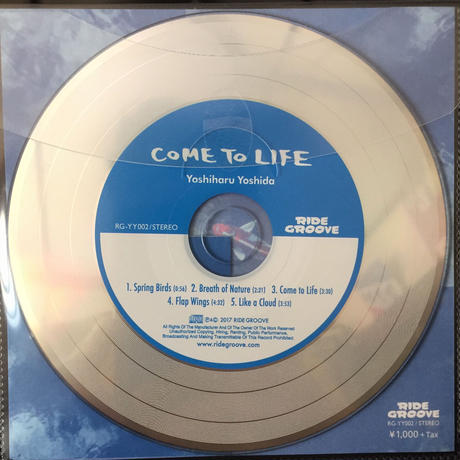 COME TO LIFE
Yoshiharu Yoshida
RG-YY002/STEREO
RIDE
GROOVE
1. Spring Birds (0:56) 2. Breath of Nature (2:21) 3. Come to Life (3:30)
4. Flap Wings (4:32) 5. Like a Cloud (3:53)
℗&© 2017 RIDE GROOVE
All Rights Of The Manufacturer And Of The Owner Of The Work Reserved
Unauthorized Copying, Hiring, Renting, Public Performance,
Broadcasting And Making Transmittable Of This Record Prohibited.
www.ridegroove.com
RIDE
GROOVE
RG-YY002 / STEREO
¥1,000 + Tax